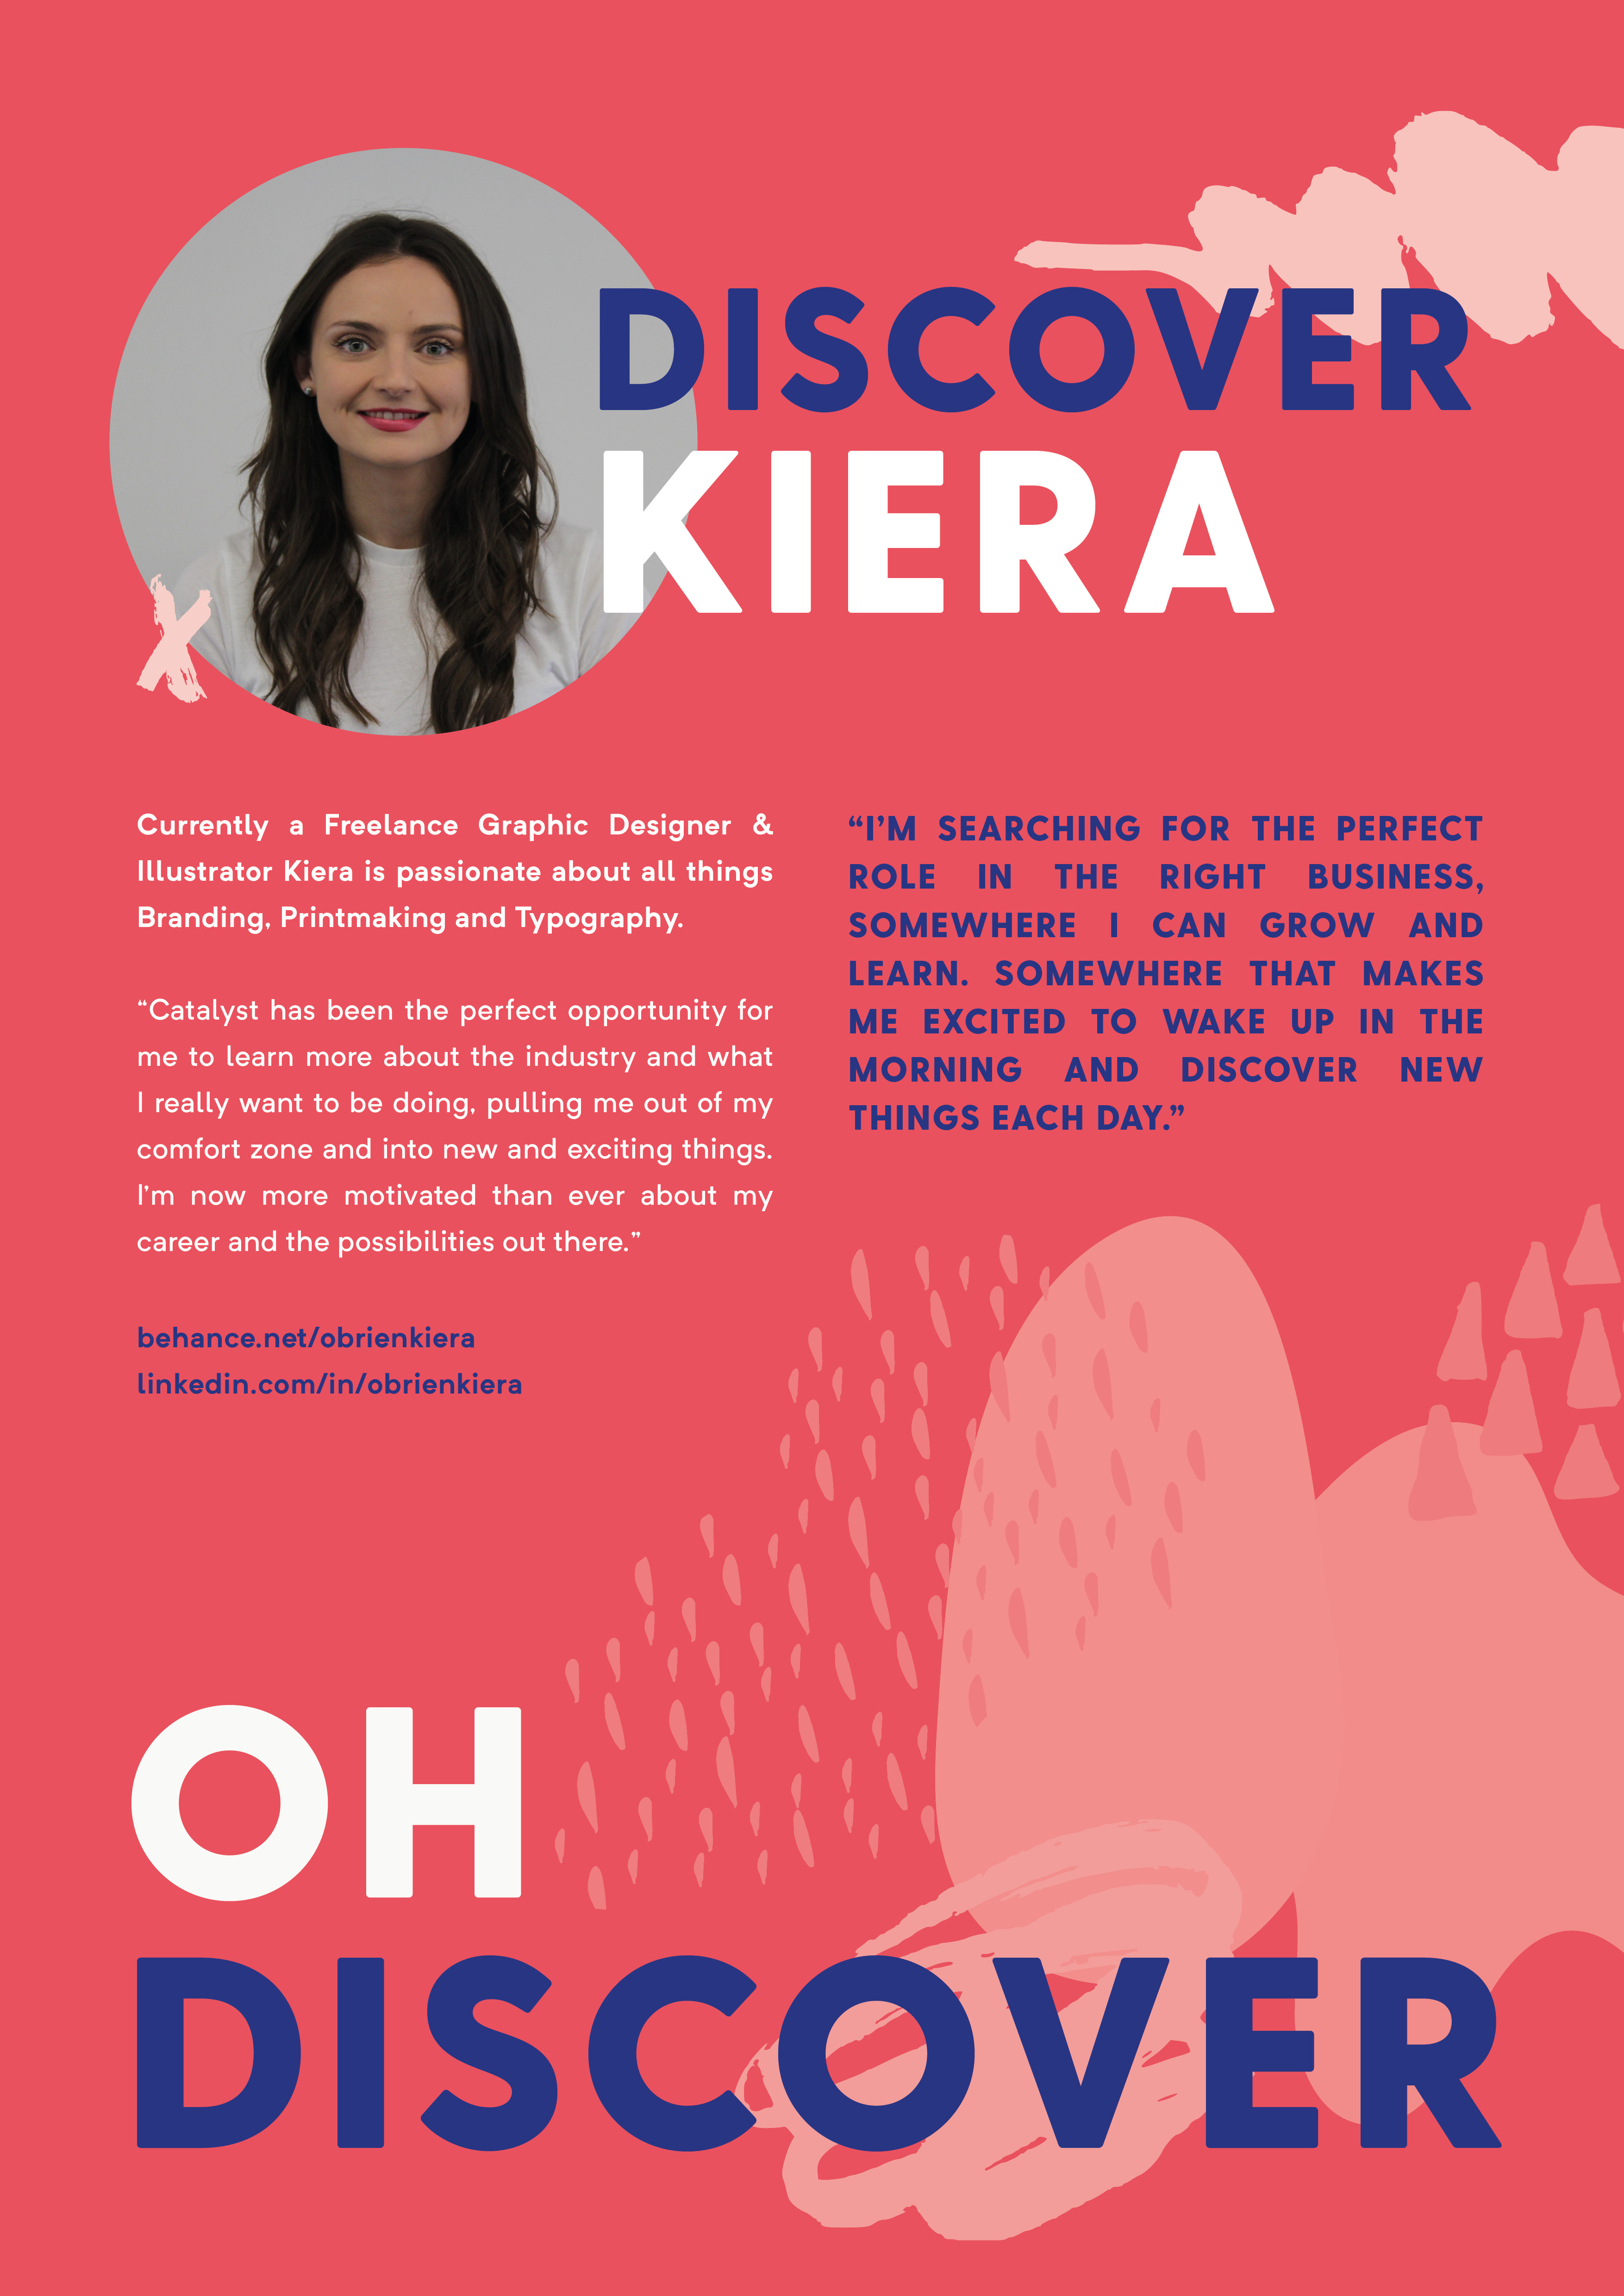 DISCOVER
KIERA
Currently a Freelance Graphic Designer &
Illustrator Kiera is passionate about all things
Branding, Printmaking and Typography.
“Catalyst has been the perfect opportunity for
me to learn more about the industry and what
I really want to be doing, pulling me out of my
comfort zone and into new and exciting things.
I’m now more motivated than ever about my
career and the possibilities out there.”
behance.net/obrienkiera
linkedin.com/in/obrienkiera
“I’M SEARCHING FOR THE PERFECT
ROLE IN THE RIGHT BUSINESS,
SOMEWHERE I CAN GROW AND
LEARN. SOMEWHERE THAT MAKES
ME EXCITED TO WAKE UP IN THE
MORNING AND DISCOVER NEW
THINGS EACH DAY.”
OH
DISCOVER